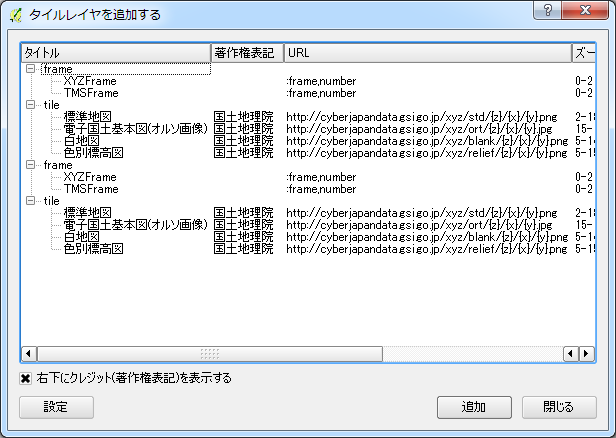 タイルレイヤを追加する
タイトル 著作権表記 URL ズー
frame
XYZFrame :frame,number 0-2
TMSFrame :frame,number 0-2
tile
標準地図 国土地理院 http://cyberjapandata.gsi.go.jp/xyz/std/{z}/{x}/{y}.png 2-18
電子国土基本図(オルソ画像) 国土地理院 http://cyberjapandata.gsi.go.jp/xyz/ort/{z}/{x}/{y}.jpg 15-
白地図 国土地理院 http://cyberjapandata.gsi.go.jp/xyz/blank/{z}/{x}/{y}.png 5-14
色別標高図 国土地理院 http://cyberjapandata.gsi.go.jp/xyz/relief/{z}/{x}/{y}.png 5-15
frame
XYZFrame :frame,number 0-2
TMSFrame :frame,number 0-2
tile
標準地図 国土地理院 http://cyberjapandata.gsi.go.jp/xyz/std/{z}/{x}/{y}.png 2-18
電子国土基本図(オルソ画像) 国土地理院 http://cyberjapandata.gsi.go.jp/xyz/ort/{z}/{x}/{y}.jpg 15-
白地図 国土地理院 http://cyberjapandata.gsi.go.jp/xyz/blank/{z}/{x}/{y}.png 5-14
色別標高図 国土地理院 http://cyberjapandata.gsi.go.jp/xyz/relief/{z}/{x}/{y}.png 5-15
右下にクレジット(著作権表記)を表示する
設定 追加 閉じる